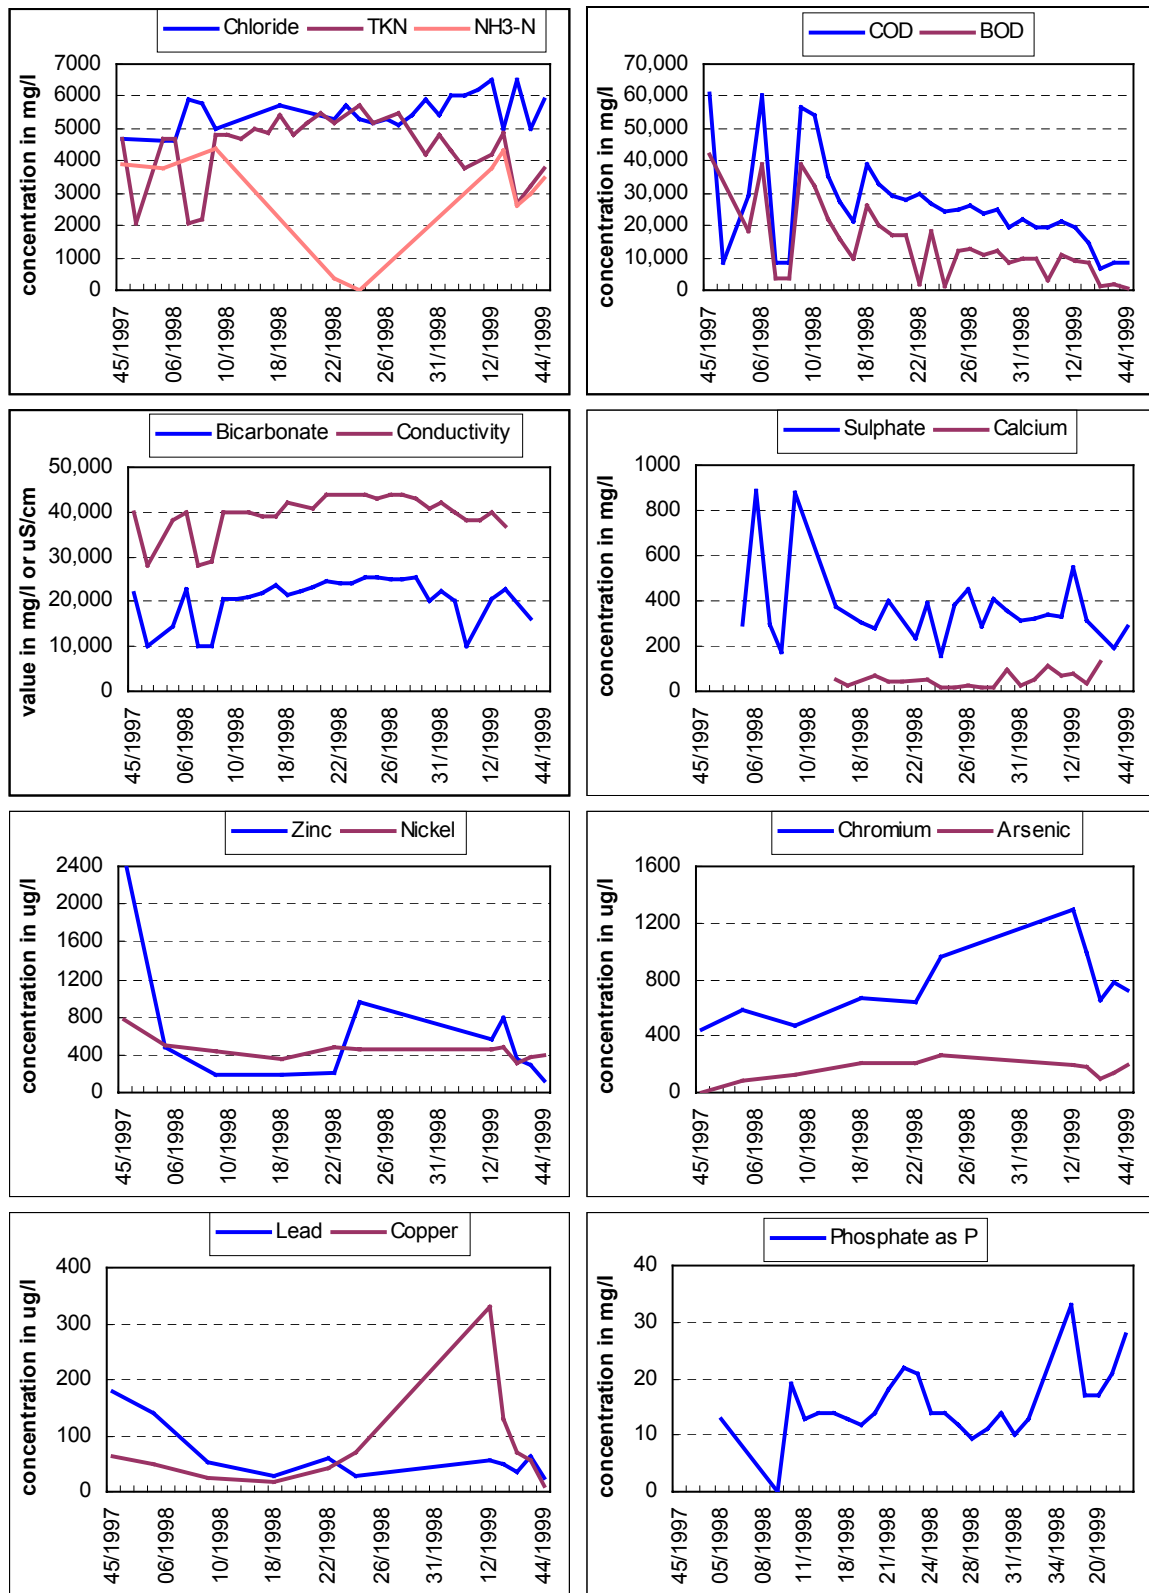 Chloride TKN NH3-N
concentration in mg/l
7000
6000
5000
4000
3000
2000
1000
0
45/1997 06/1998 10/1998 18/1998 22/1998 26/1998 31/1998 12/1999 44/1999
COD BOD
concentration in mg/l
70,000
60,000
50,000
40,000
30,000
20,000
10,000
0
45/1997 06/1998 10/1998 18/1998 22/1998 26/1998 31/1998 12/1999 44/1999
Bicarbonate Conductivity
value in mg/l or uS/cm
50,000
40,000
30,000
20,000
10,000
0
45/1997 06/1998 10/1998 18/1998 22/1998 26/1998 31/1998 12/1999 44/1999
Sulphate Calcium
concentration in mg/l
1000
800
600
400
200
0
45/1997 06/1998 10/1998 18/1998 22/1998 26/1998 31/1998 12/1999 44/1999
Zinc Nickel
concentration in ug/l
2400
2000
1600
1200
800
400
0
45/1997 06/1998 10/1998 18/1998 22/1998 26/1998 31/1998 12/1999 44/1999
Chromium Arsenic
concentration in ug/l
1600
1200
800
400
0
45/1997 06/1998 10/1998 18/1998 22/1998 26/1998 31/1998 12/1999 44/1999
Lead Copper
concentration in ug/l
400
300
200
100
0
45/1997 06/1998 10/1998 18/1998 22/1998 26/1998 31/1998 12/1999 44/1999
Phosphate as P
concentration in mg/l
40
30
20
10
0
45/1997 05/1998 08/1998 11/1998 18/1998 21/1998 24/1998 28/1998 31/1998 34/1998 20/1999